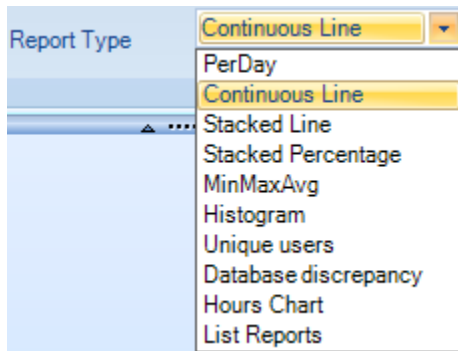 Report Type
Continuous Line
PerDay
Continuous Line
Stacked Line
Stacked Percentage
MinMaxAvg
Histogram
Unique users
Database discrepancy
Hours Chart
List Reports